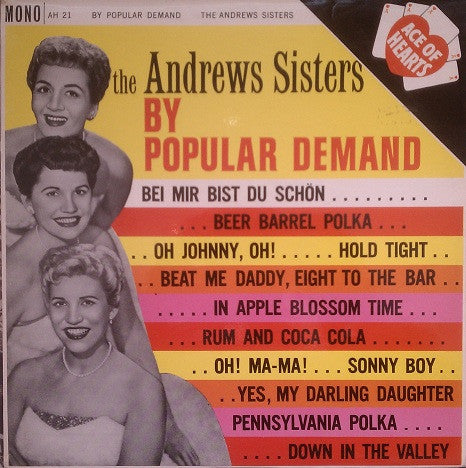 MONO AH 21 BY POPULAR DEMAND THE ANDREWS SISTERS
ACE OF
HEARTS
the Andrews Sisters
BY
POPULAR DEMAND
BEI MIR BIST DU SCHÖN . . . . . . . . .
. . . . BEER BARREL POLKA . . .
. . OH JOHNNY, OH! . . . . . HOLD TIGHT . .
. . BEAT ME DADDY, EIGHT TO THE BAR . .
. . . . . IN APPLE BLOSSOM TIME . . . .
. . . . RUM AND COCA COLA . . . . . . .
. . OH! MA-MA! . . . SONNY BOY . .
. . YES, MY DARLING DAUGHTER
PENNSYLVANIA POLKA . . . .
. . . . DOWN IN THE VALLEY